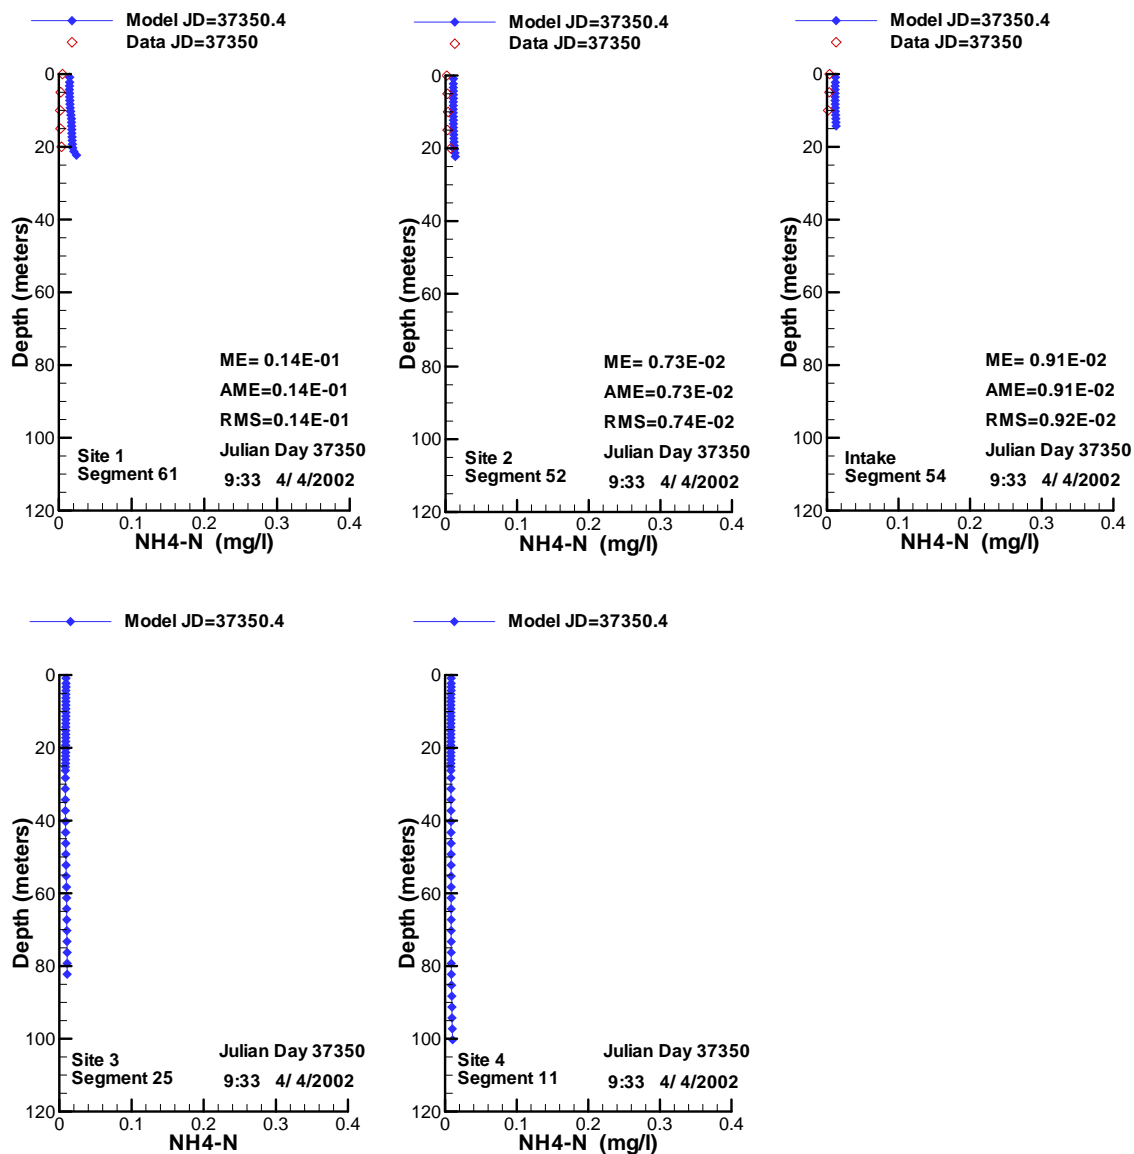 Model JD=37350.4
Data JD=37350
0
20
40
60
80
100
120
Depth (meters)
ME= 0.14E-01
AME=0.14E-01
RMS=0.14E-01
Julian Day 37350
9:33 4/ 4/2002
Site 1
Segment 61
0 0.1 0.2 0.3 0.4
NH4-N (mg/l)
Model JD=37350.4
Data JD=37350
0
20
40
60
80
100
120
Depth (meters)
ME= 0.73E-02
AME=0.73E-02
RMS=0.74E-02
Julian Day 37350
9:33 4/ 4/2002
Site 2
Segment 52
0 0.1 0.2 0.3 0.4
NH4-N (mg/l)
Model JD=37350.4
Data JD=37350
0
20
40
60
80
100
120
Depth (meters)
ME= 0.91E-02
AME=0.91E-02
RMS=0.92E-02
Julian Day 37350
9:33 4/ 4/2002
Intake
Segment 54
0 0.1 0.2 0.3 0.4
NH4-N (mg/l)
Model JD=37350.4
0
20
40
60
80
100
120
Depth (meters)
Julian Day 37350
9:33 4/ 4/2002
Site 3
Segment 25
0 0.1 0.2 0.3 0.4
NH4-N
Model JD=37350.4
0
20
40
60
80
100
120
Depth (meters)
Julian Day 37350
9:33 4/ 4/2002
Site 4
Segment 11
0 0.1 0.2 0.3 0.4
NH4-N (mg/l)